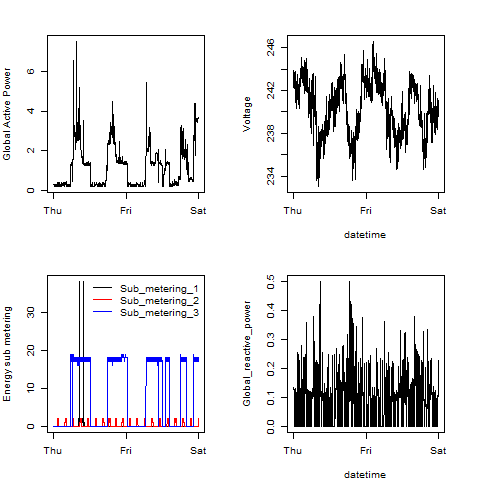 Global Active Power
6
4
2
0
Thu
Fri
Sat
Voltage
246
242
238
234
Thu
Fri
Sat
datetime
Energy sub metering
30
20
10
0
Sub_metering_1
Sub_metering_2
Sub_metering_3
Thu
Fri
Sat
Global_reactive_power
0.5
0.4
0.3
0.2
0.1
0.0
Thu
Fri
Sat
datetime